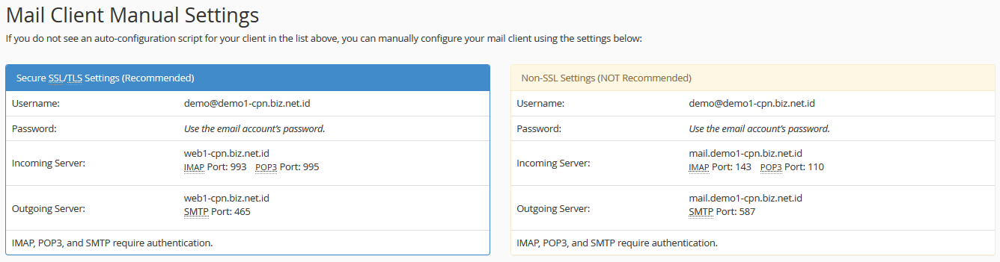 Mail Client Manual Settings
If you do not see an auto-configuration script for your client in the list above, you can manually configure your mail client using the settings below:
Secure SSL/TLS Settings (Recommended)
Username: demo@demo1-cpn.biz.net.id
Password: Use the email account's password.
Incoming Server: web1-cpn.biz.net.id
IMAP Port: 993 POP3 Port: 995
Outgoing Server: web1-cpn.biz.net.id
SMTP Port: 465
IMAP, POP3, and SMTP require authentication.
Non-SSL Settings (NOT Recommended)
Username: demo@demo1-cpn.biz.net.id
Password: Use the email account's password.
Incoming Server: mail.demo1-cpn.biz.net.id
IMAP Port: 143 POP3 Port: 110
Outgoing Server: mail.demo1-cpn.biz.net.id
SMTP Port: 587
IMAP, POP3, and SMTP require authentication.